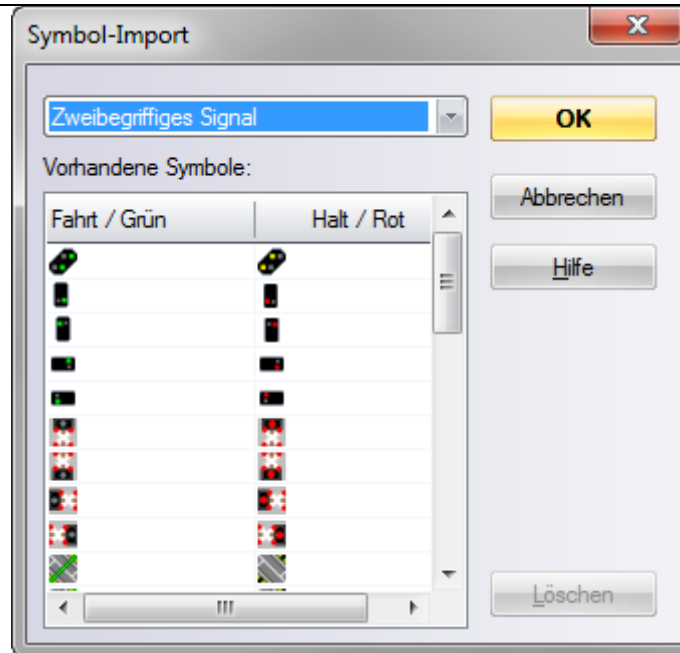 Symbol-Import
Zweibegriffiges Signal
OK
Vorhandene Symbole:
Abbrechen
Fahrt / Grün Halt / Rot
Hilfe
Löschen